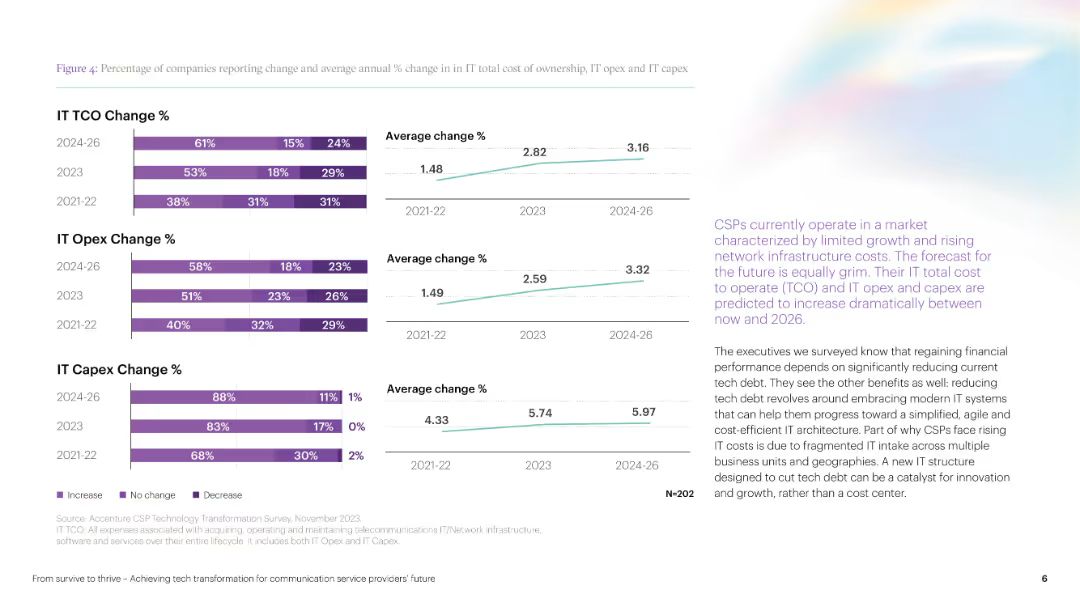 Figure 4: Percentage of companies reporting change and average annual % change in in IT total cost of ownership, IT opex and IT capex
IT TCO Change %
2024-26 61% 15% 24%
2023 53% 18% 29%
2021-22 38% 31% 31%
Average change %
1.48 2.82 3.16
2021-22 2023 2024-26
IT Opex Change %
2024-26 58% 18% 23%
2023 51% 23% 26%
2021-22 40% 32% 29%
Average change %
1.49 2.59 3.32
2021-22 2023 2024-26
IT Capex Change %
2024-26 88% 11% 1%
2023 83% 17% 0%
2021-22 68% 30% 2%
Average change %
4.33 5.74 5.97
2021-22 2023 2024-26
Increase No change Decrease
N=202
Source: Accenture CSP Technology Transformation Survey, November 2023.
IT TCO: All expenses associated with acquiring, operating and maintaining telecommunications IT/Network infrastructure,
software and services over their entire lifecycle. It includes both IT Opex and IT Capex.
CSPs currently operate in a market
characterized by limited growth and rising
network infrastructure costs. The forecast for
the future is equally grim. Their IT total cost
to operate (TCO) and IT opex and capex are
predicted to increase dramatically between
now and 2026.
The executives we surveyed know that regaining financial
performance depends on significantly reducing current
tech debt. They see the other benefits as well: reducing
tech debt revolves around embracing modern IT systems
that can help them progress toward a simplified, agile and
cost-efficient IT architecture. Part of why CSPs face rising
IT costs is due to fragmented IT intake across multiple
business units and geographies. A new IT structure
designed to cut tech debt can be a catalyst for innovation
and growth, rather than a cost center.
From survive to thrive – Achieving tech transformation for communication service providers' future
6